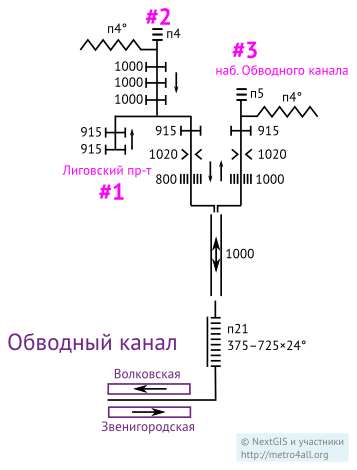 #2
п4°
п4
#3
наб. Обводного канала
1000
1000
1000
п5
п4°
915
915
Лиговский пр-т
#1
915
1020
800
915
1020
1000
1000
п21
375–725×24°
Обводный канал
Волковская
Звенигородская
© NextGIS и участники
http://metro4all.org